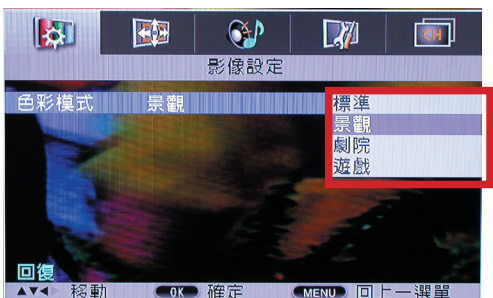 CH
影像設定
色彩模式 景觀 標準
景觀
劇院
遊戲
回復
▲▼◀▶ 移動 OK 確定 MENU 回上一選單